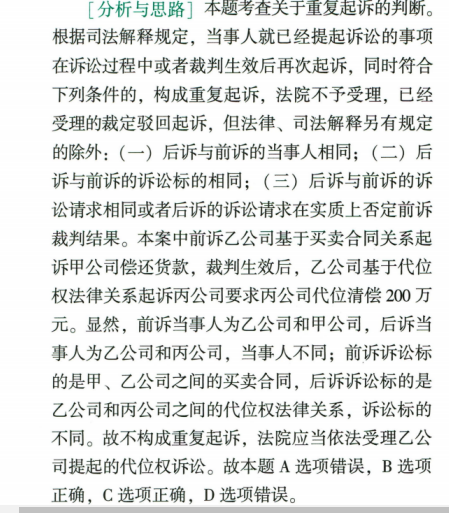 [分析与思路] 本题考查关于重复起诉的判断。
根据司法解释规定，当事人就已经提起诉讼的事项
在诉讼过程中或者裁判生效后再次起诉，同时符合
下列条件的，构成重复起诉，法院不予受理，已经
受理的裁定驳回起诉，但法律、司法解释另有规定
的除外：（一）后诉与前诉的当事人相同；（二）后
诉与前诉的诉讼标的相同；（三）后诉与前诉的诉
讼请求相同或者后诉的诉讼请求在实质上否定前诉
裁判结果。本案中前诉乙公司基于买卖合同关系起
诉甲公司偿还货款，裁判生效后，乙公司基于代位
权法律关系起诉丙公司要求丙公司代位清偿 200 万
元。显然，前诉当事人为乙公司和甲公司，后诉当
事人为乙公司和丙公司，当事人不同；前诉诉讼标
的是甲、乙公司之间的买卖合同，后诉诉讼标的是
乙公司和丙公司之间的代位权法律关系，诉讼标的
不同。故不构成重复起诉，法院应当依法受理乙公
司提起的代位权诉讼。故本题 A 选项错误，B 选项
正确，C 选项正确，D 选项错误。